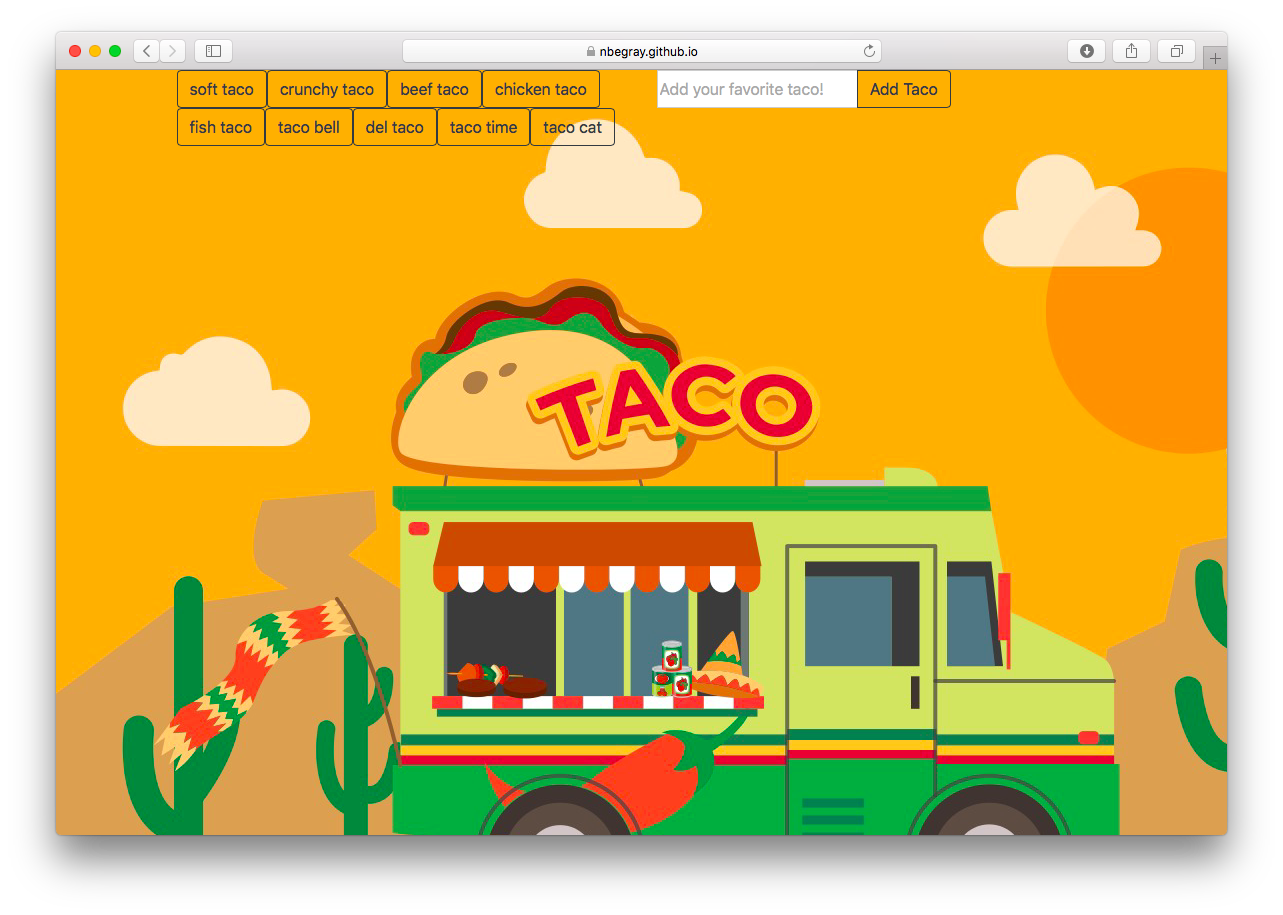 nbegray.github.io
soft taco crunchy taco beef taco chicken taco Add your favorite taco! Add Taco
fish taco taco bell del taco taco time taco cat
TACO